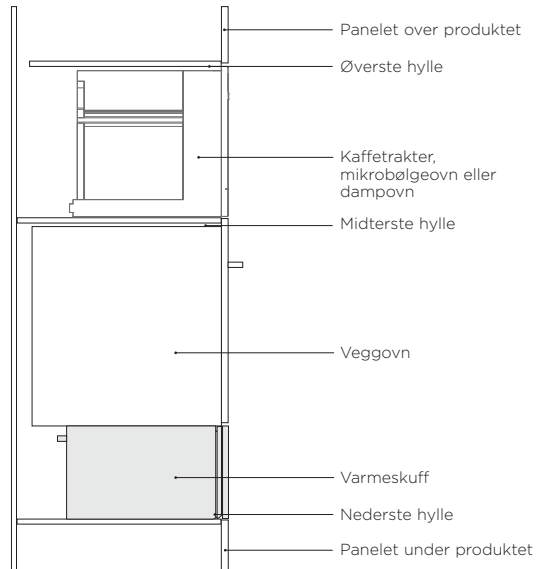 Panelet over produktet
Øverste hylle
Kaffetrakter,
mikrobølgeovn eller
dampovn
Midterste hylle
Veggovn
Varmeskuff
Nederste hylle
Panelet under produktet